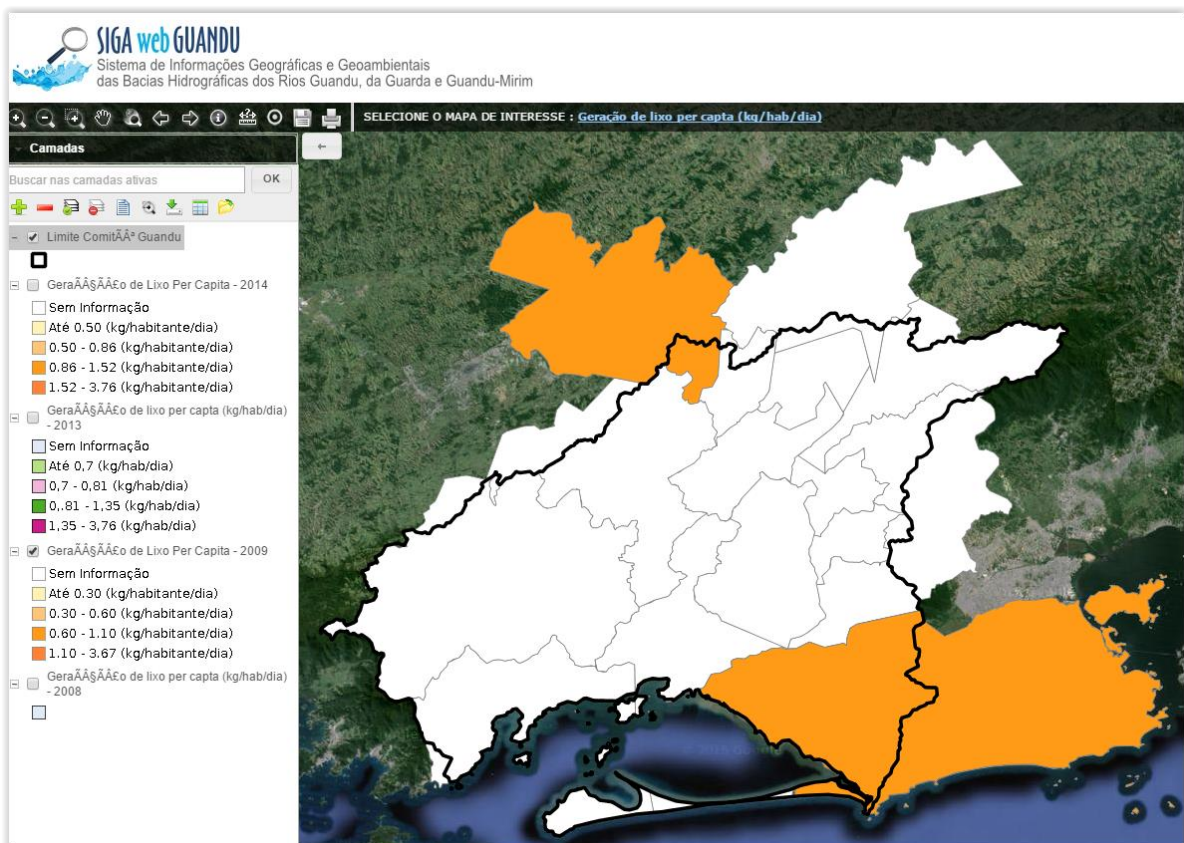 SIGA web GUANDU
Sistema de Informações Geográficas e Geoambientais
das Bacias Hidrográficas dos Rios Guandu, da Guarda e Guandu-Mirim
SELECIONE O MAPA DE INTERESSE : Geração de lixo per capta (kg/hab/dia)
Camadas
Buscar nas camadas ativas
OK
Limite ComitÃÂª Guandu
GeraÃÂ§ÃÂ£o de Lixo Per Capita - 2014
Sem Informação
Até 0.50 (kg/habitante/dia)
0.50 - 0.86 (kg/habitante/dia)
0.86 - 1.52 (kg/habitante/dia)
1.52 - 3.76 (kg/habitante/dia)
GeraÃÂ§ÃÂ£o de lixo per capta (kg/hab/dia)
- 2013
Sem Informação
Até 0,7 (kg/hab/dia)
0,7 - 0,81 (kg/hab/dia)
0,.81 - 1,35 (kg/hab/dia)
1,35 - 3,76 (kg/hab/dia)
GeraÃÂ§ÃÂ£o de Lixo Per Capita - 2009
Sem Informação
Até 0.30 (kg/habitante/dia)
0.30 - 0.60 (kg/habitante/dia)
0.60 - 1.10 (kg/habitante/dia)
1.10 - 3.67 (kg/habitante/dia)
GeraÃÂ§ÃÂ£o de lixo per capta (kg/hab/dia)
- 2008